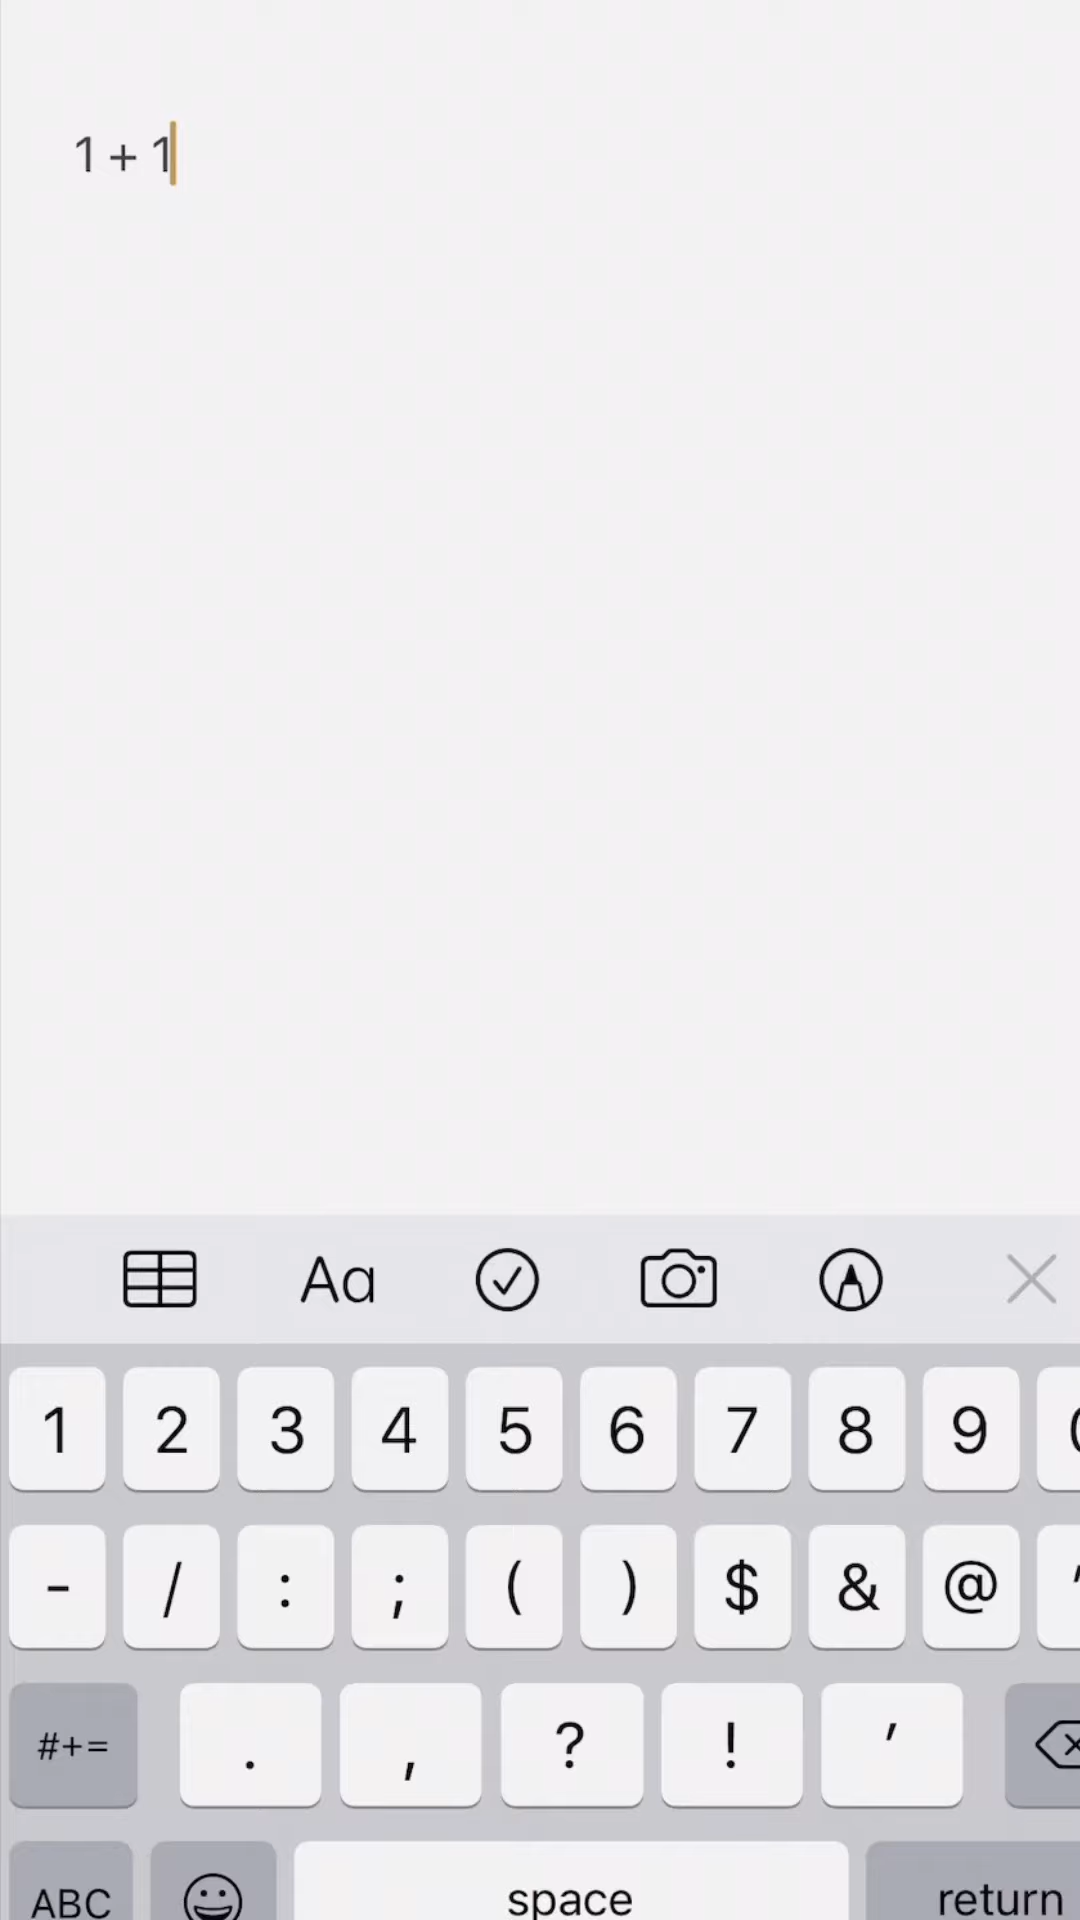 1 + 1
Aa
1 2 3 4 5 6 7 8 9
- / : ; ( ) $ & @
#+= . , ? ! ′
ABC space return